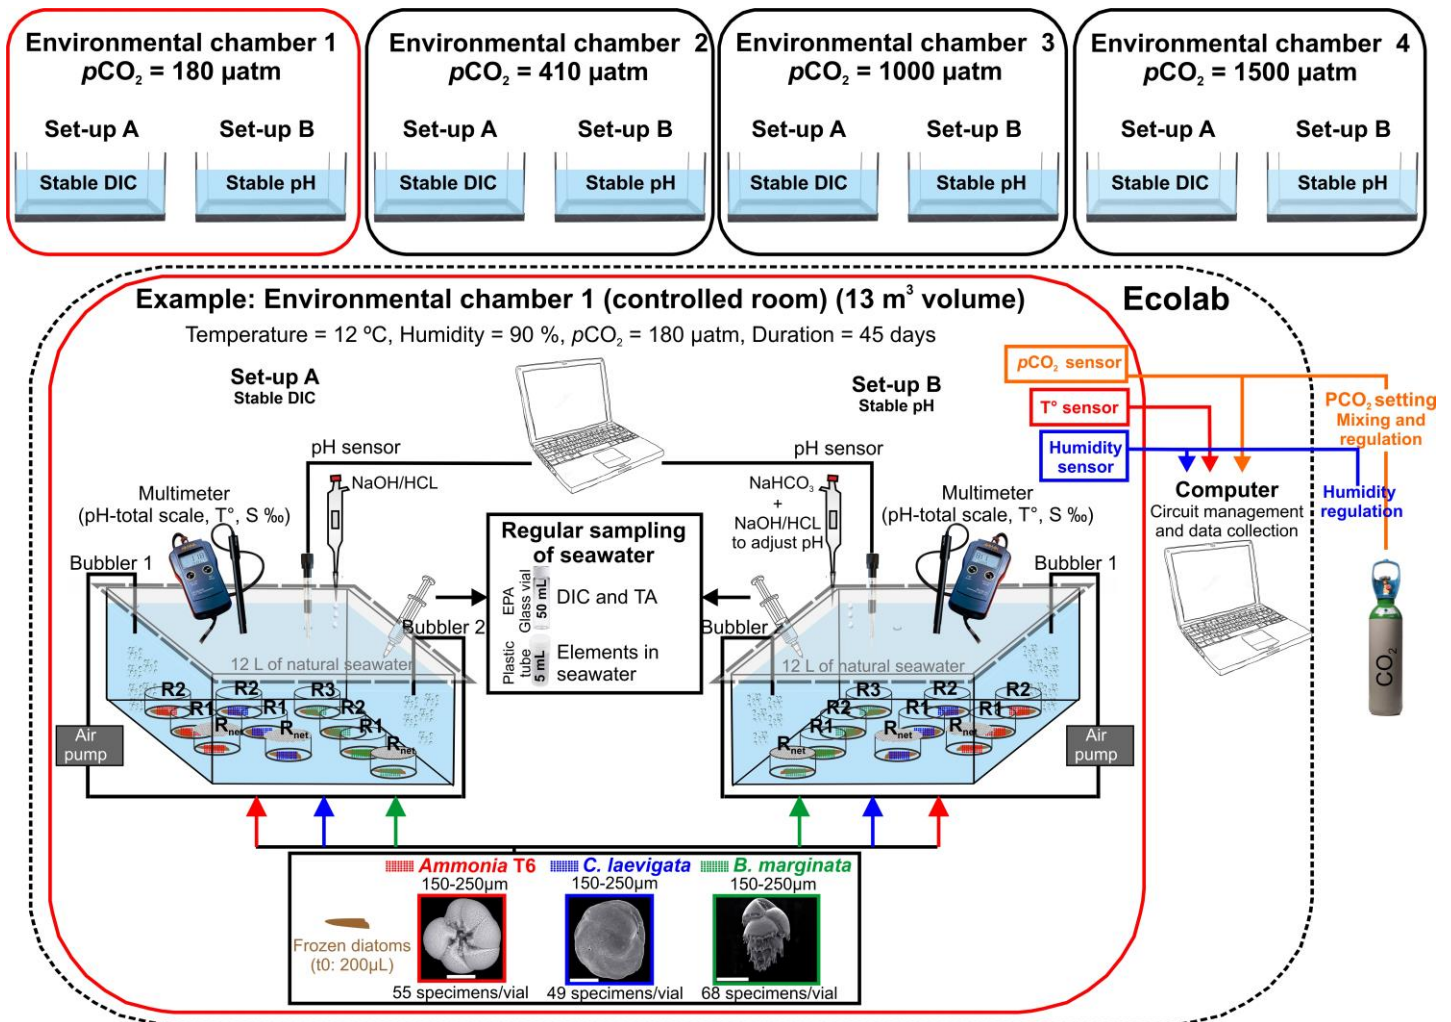 Environmental chamber 1
pCO₂ = 180 µatm
Set-up A
Set-up B
Stable DIC
Stable pH
Environmental chamber 2
pCO₂ = 410 µatm
Set-up A
Set-up B
Stable DIC
Stable pH
Environmental chamber 3
pCO₂ = 1000 µatm
Set-up A
Set-up B
Stable DIC
Stable pH
Environmental chamber 4
pCO₂ = 1500 µatm
Set-up A
Set-up B
Stable DIC
Stable pH
Example: Environmental chamber 1 (controlled room) (13 m³ volume)
Ecolab
Temperature = 12 ºC, Humidity = 90 %, pCO₂ = 180 µatm, Duration = 45 days
Set-up A
Stable DIC
Set-up B
Stable pH
pCO₂ sensor
T° sensor
Humidity
sensor
PCO₂ setting
Mixing and
regulation
Humidity
regulation
Computer
Circuit management
and data collection
CO₂
pH sensor
NaOH/HCL
Multimeter
(pH-total scale, T°, S ‰)
Bubbler 1
Bubbler 2
12 L of natural seawater
R2
R2
R3
R1
R2
R1
Rnet
Rnet
Rnet
Air
pump
Regular sampling
of seawater
EPA
Glass vial
50 mL
DIC and TA
Plastic
tube
5 mL
Elements in
seawater
pH sensor
NaHCO₃
+
NaOH/HCL
to adjust pH
Multimeter
(pH-total scale, T°, S ‰)
Bubbler 1
Bubbler
12 L of natural seawater
R3
R2
R2
R2
R1
R1
Rnet
Rnet
Rnet
Air
pump
Ammonia T6
150-250µm
55 specimens/vial
C. laevigata
150-250µm
49 specimens/vial
B. marginata
150-250µm
68 specimens/vial
Frozen diatoms
(t0: 200µL)